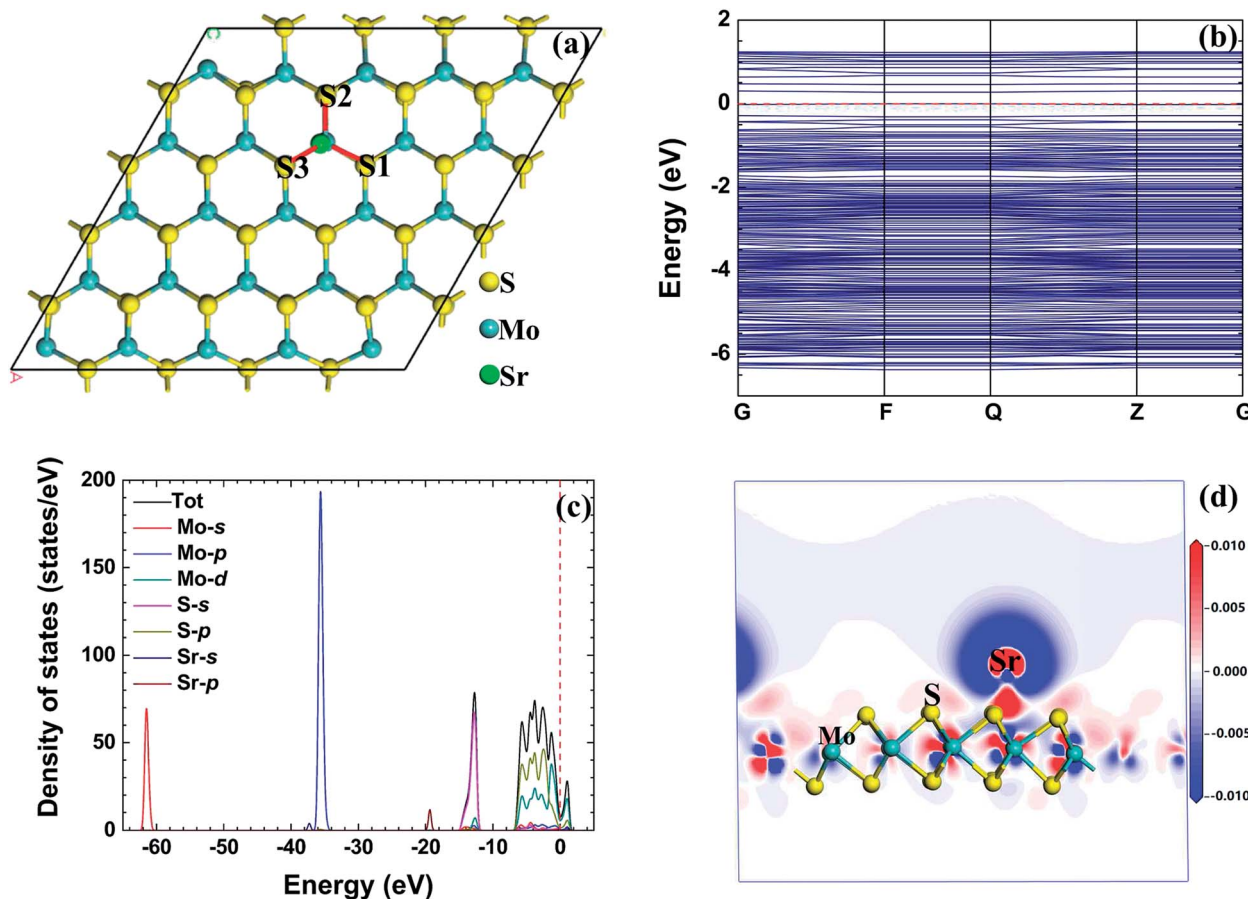 (a)
C
S2
S3
S1
S
Mo
Sr
A
(b)
2
0
-2
-4
-6
Energy (eV)
G
F
Q
Z
G
(c)
200
150
100
50
0
Density of states (states/eV)
Tot
Mo-s
Mo-p
Mo-d
S-s
S-p
Sr-s
Sr-p
-60
-50
-40
-30
-20
-10
0
Energy (eV)
(d)
Sr
S
Mo
0.010
0.005
0.000
-0.005
-0.010